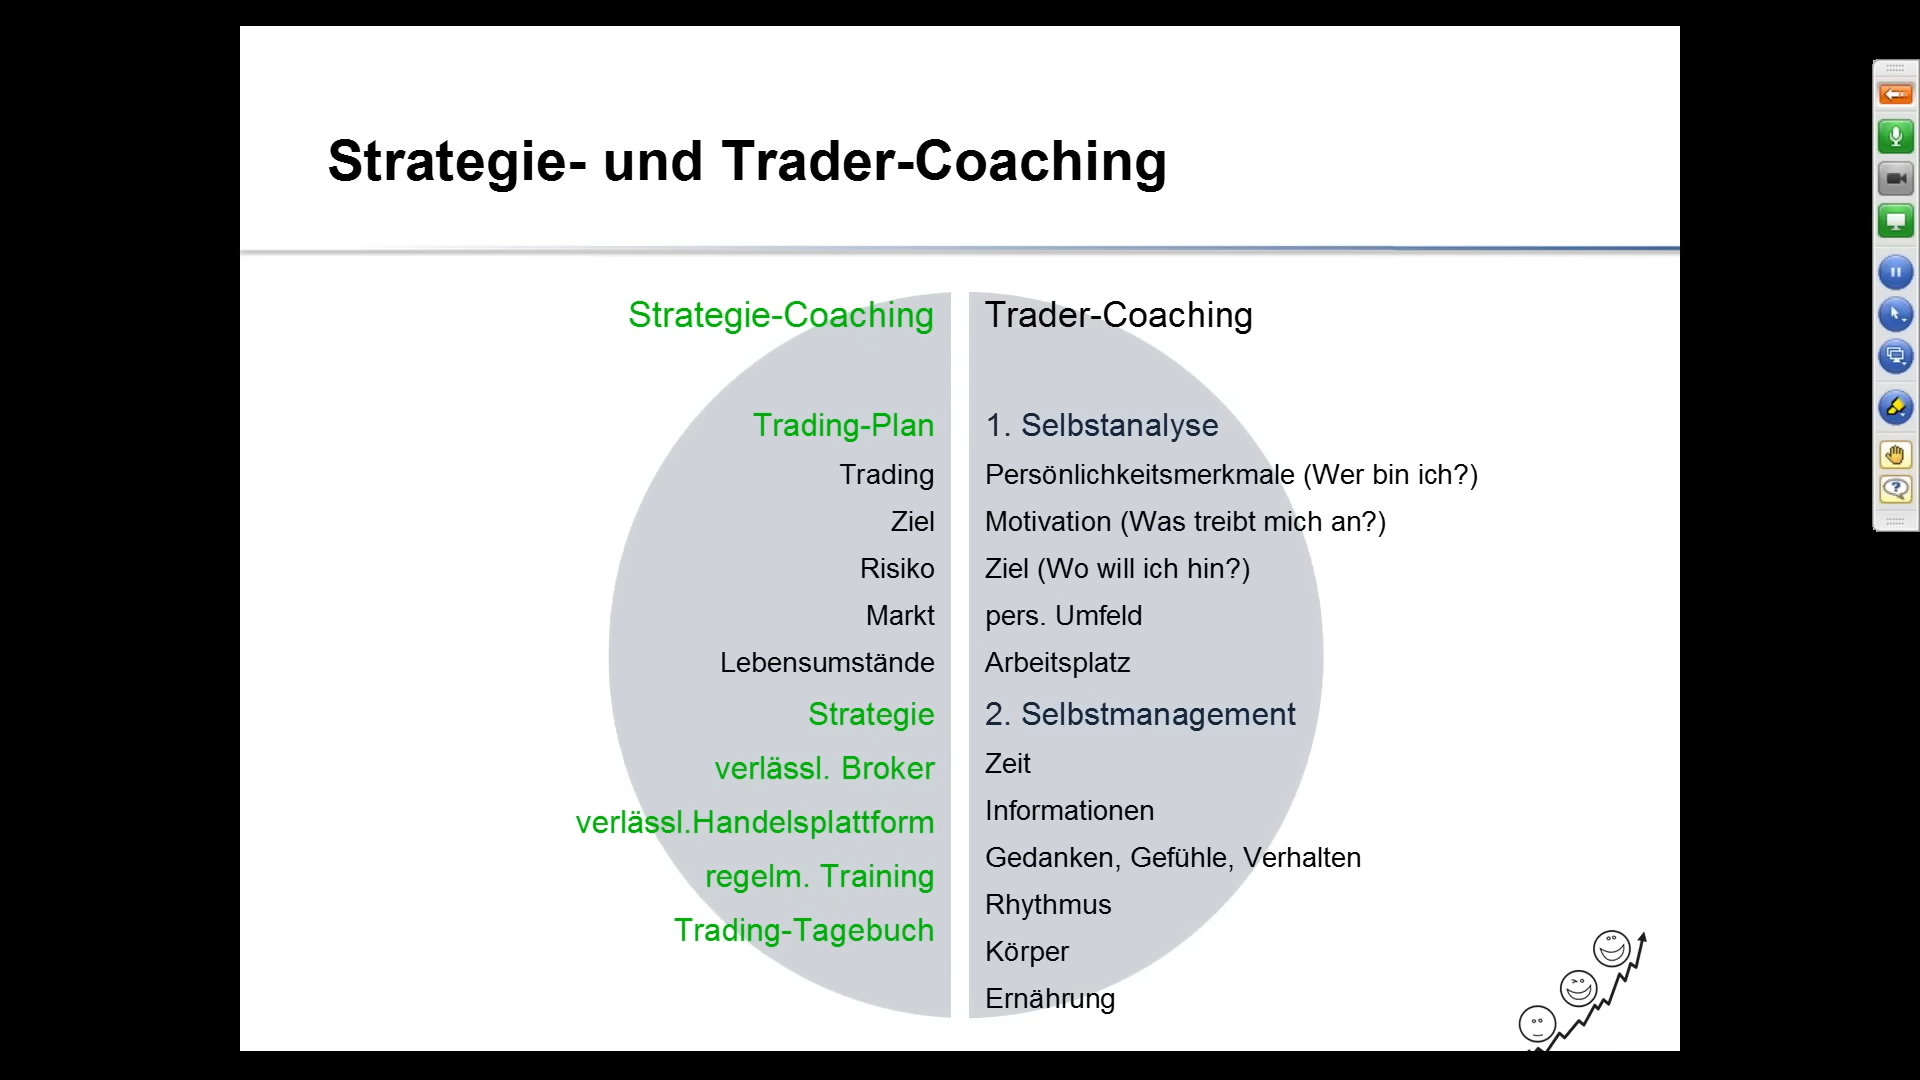 Strategie- und Trader-Coaching
Strategie-Coaching
Trading-Plan
Trading
Ziel
Risiko
Markt
Lebensumstände
Strategie
verlässl. Broker
verlässl.Handelsplattform
regelm. Training
Trading-Tagebuch
Trader-Coaching
1. Selbstanalyse
Persönlichkeitsmerkmale (Wer bin ich?)
Motivation (Was treibt mich an?)
Ziel (Wo will ich hin?)
pers. Umfeld
Arbeitsplatz
2. Selbstmanagement
Zeit
Informationen
Gedanken, Gefühle, Verhalten
Rhythmus
Körper
Ernährung